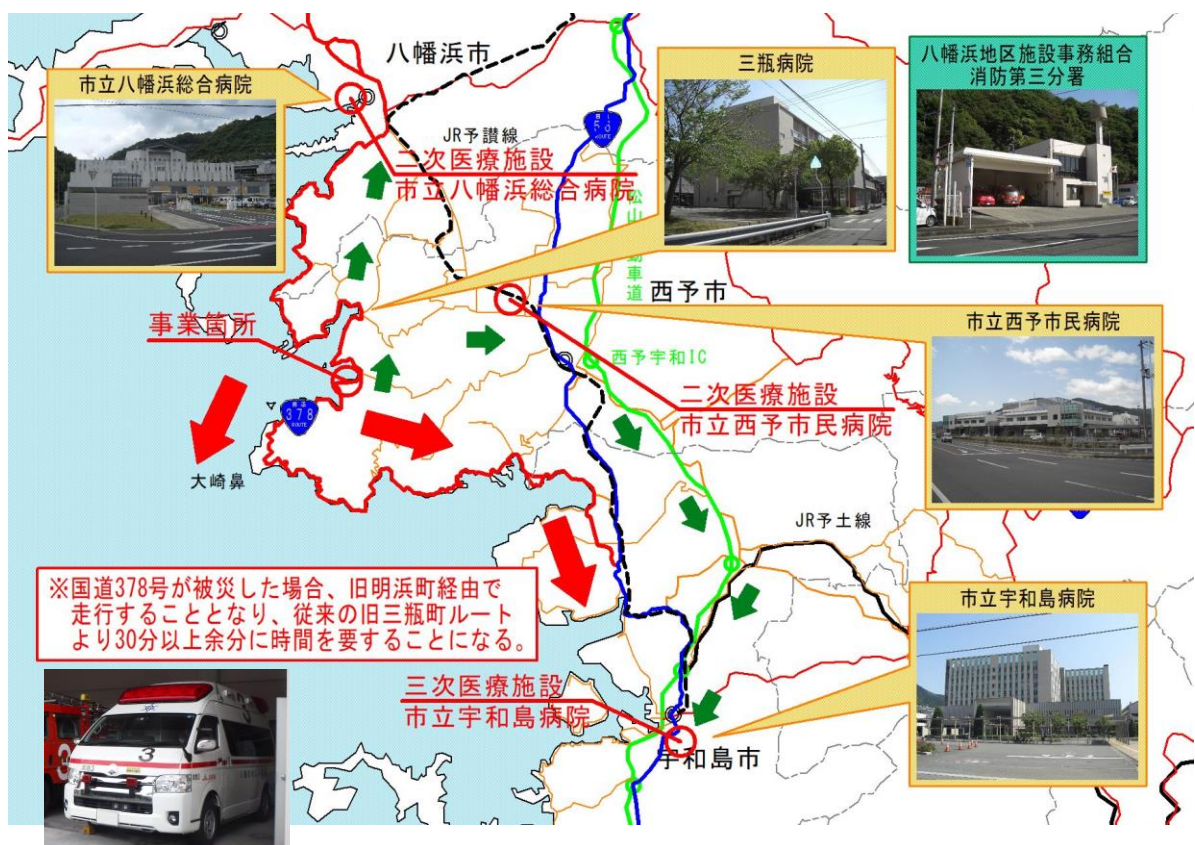 八幡浜市
市立八幡浜総合病院
三瓶病院
八幡浜地区施設事務組合
消防第三分署
JR予讃線
二次医療施設
市立八幡浜総合病院
ROUTE
松山
動車道
西予市
事業箇所
市立西予市民病院
西予宇和IC
378
ROUTE
二次医療施設
市立西予市民病院
大崎鼻
JR予土線
※国道378号が被災した場合、旧明浜町経由で
走行することとなり、従来の旧三瓶町ルート
より30分以上余分に時間を要することになる。
市立宇和島病院
三次医療施設
市立宇和島病院
宇和島市
3
3